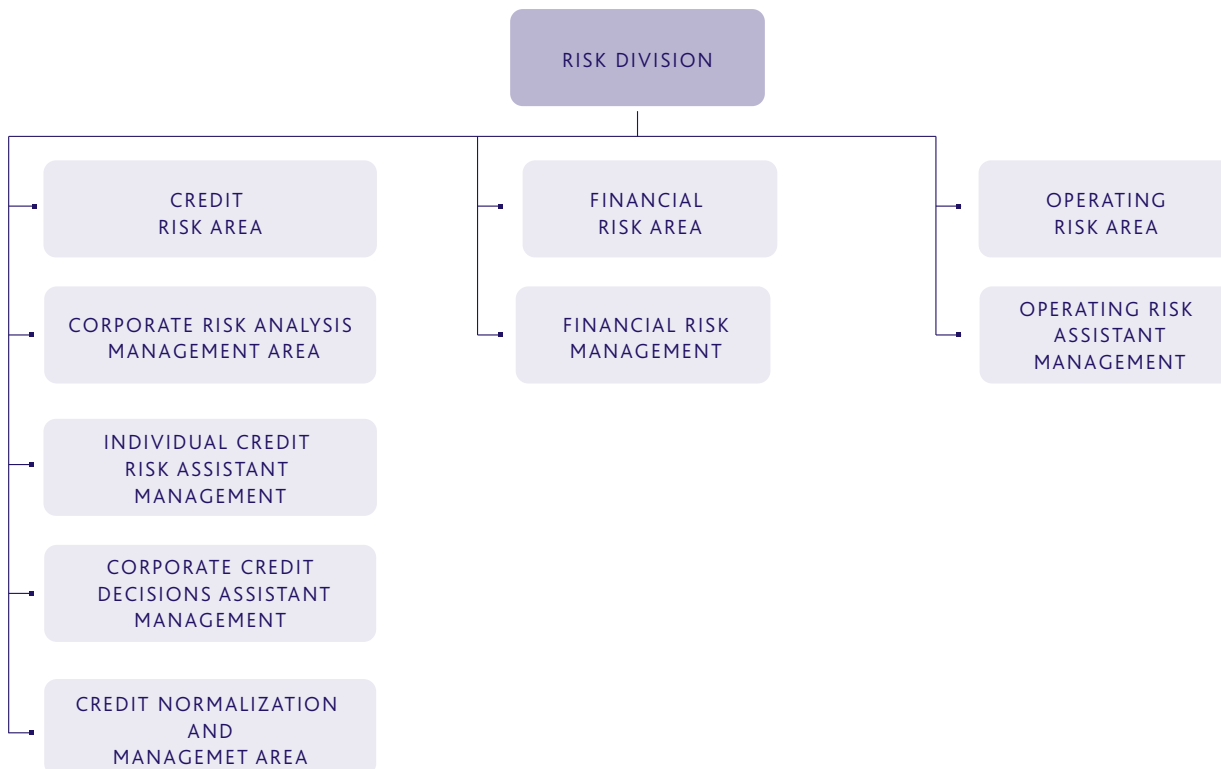 RISK DIVISION
CREDIT
RISK AREA
FINANCIAL
RISK AREA
OPERATING
RISK AREA
CORPORATE RISK ANALYSIS
MANAGEMENT AREA
FINANCIAL RISK
MANAGEMENT
OPERATING RISK
ASSISTANT
MANAGEMENT
INDIVIDUAL CREDIT
RISK ASSISTANT
MANAGEMENT
CORPORATE CREDIT
DECISIONS ASSISTANT
MANAGEMENT
CREDIT NORMALIZATION
AND
MANAGEMET AREA